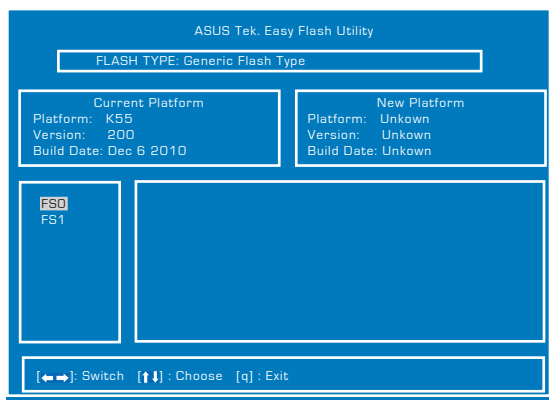 ASUS Tek. Easy Flash Utility
FLASH TYPE: Generic Flash Type
Current Platform
Platform: K55
Version: 200
Build Date: Dec 6 2010
New Platform
Platform: Unkown
Version: Unkown
Build Date: Unkown
FS0
FS1
[←→]: Switch [↑↓] : Choose [q] : Exit